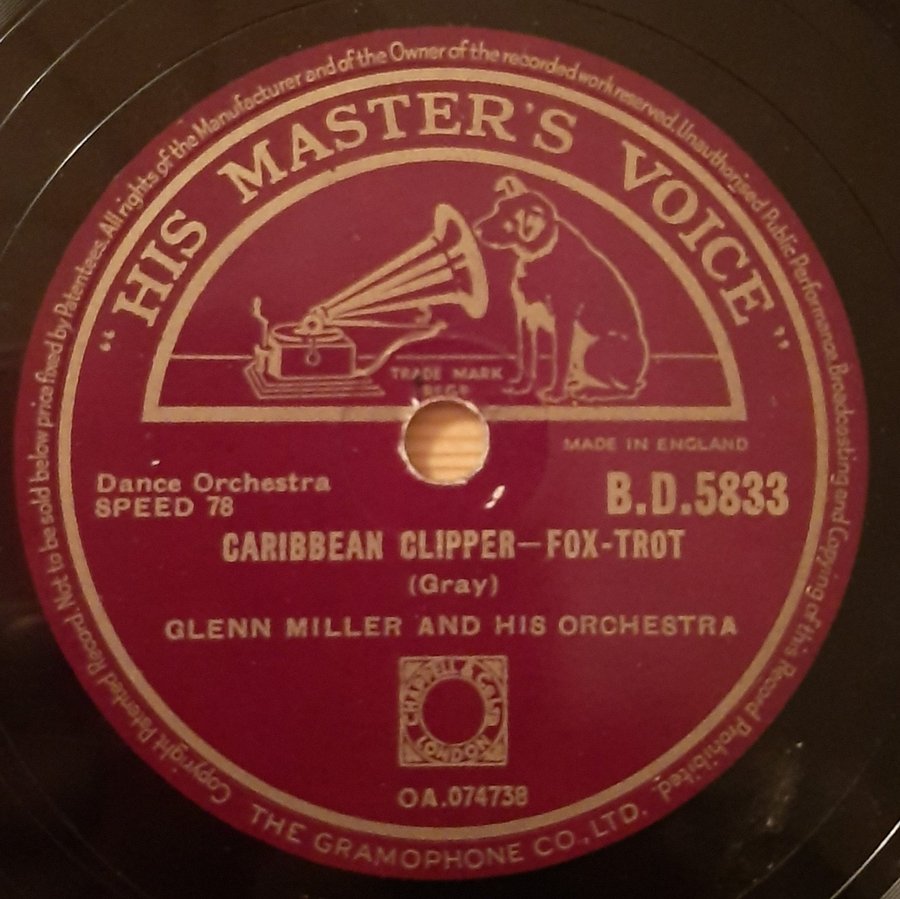 Copyright Patented Record. Not to be sold below price fixed by Patentees. All rights of the Manufacturer and of the Owner of the recorded work reserved. Unauthorised Public Performance, Broadcasting and Copying of this Record Prohibited.
"HIS MASTER'S VOICE"
TRADE MARK
REGD
MADE IN ENGLAND
Dance Orchestra
SPEED 78
B.D.5833
CARIBBEAN CLIPPER—FOX-TROT
(Gray)
GLENN MILLER AND HIS ORCHESTRA
CHAPPELL & Co Ltd
LONDON
OA.074738
THE GRAMOPHONE CO., LTD.